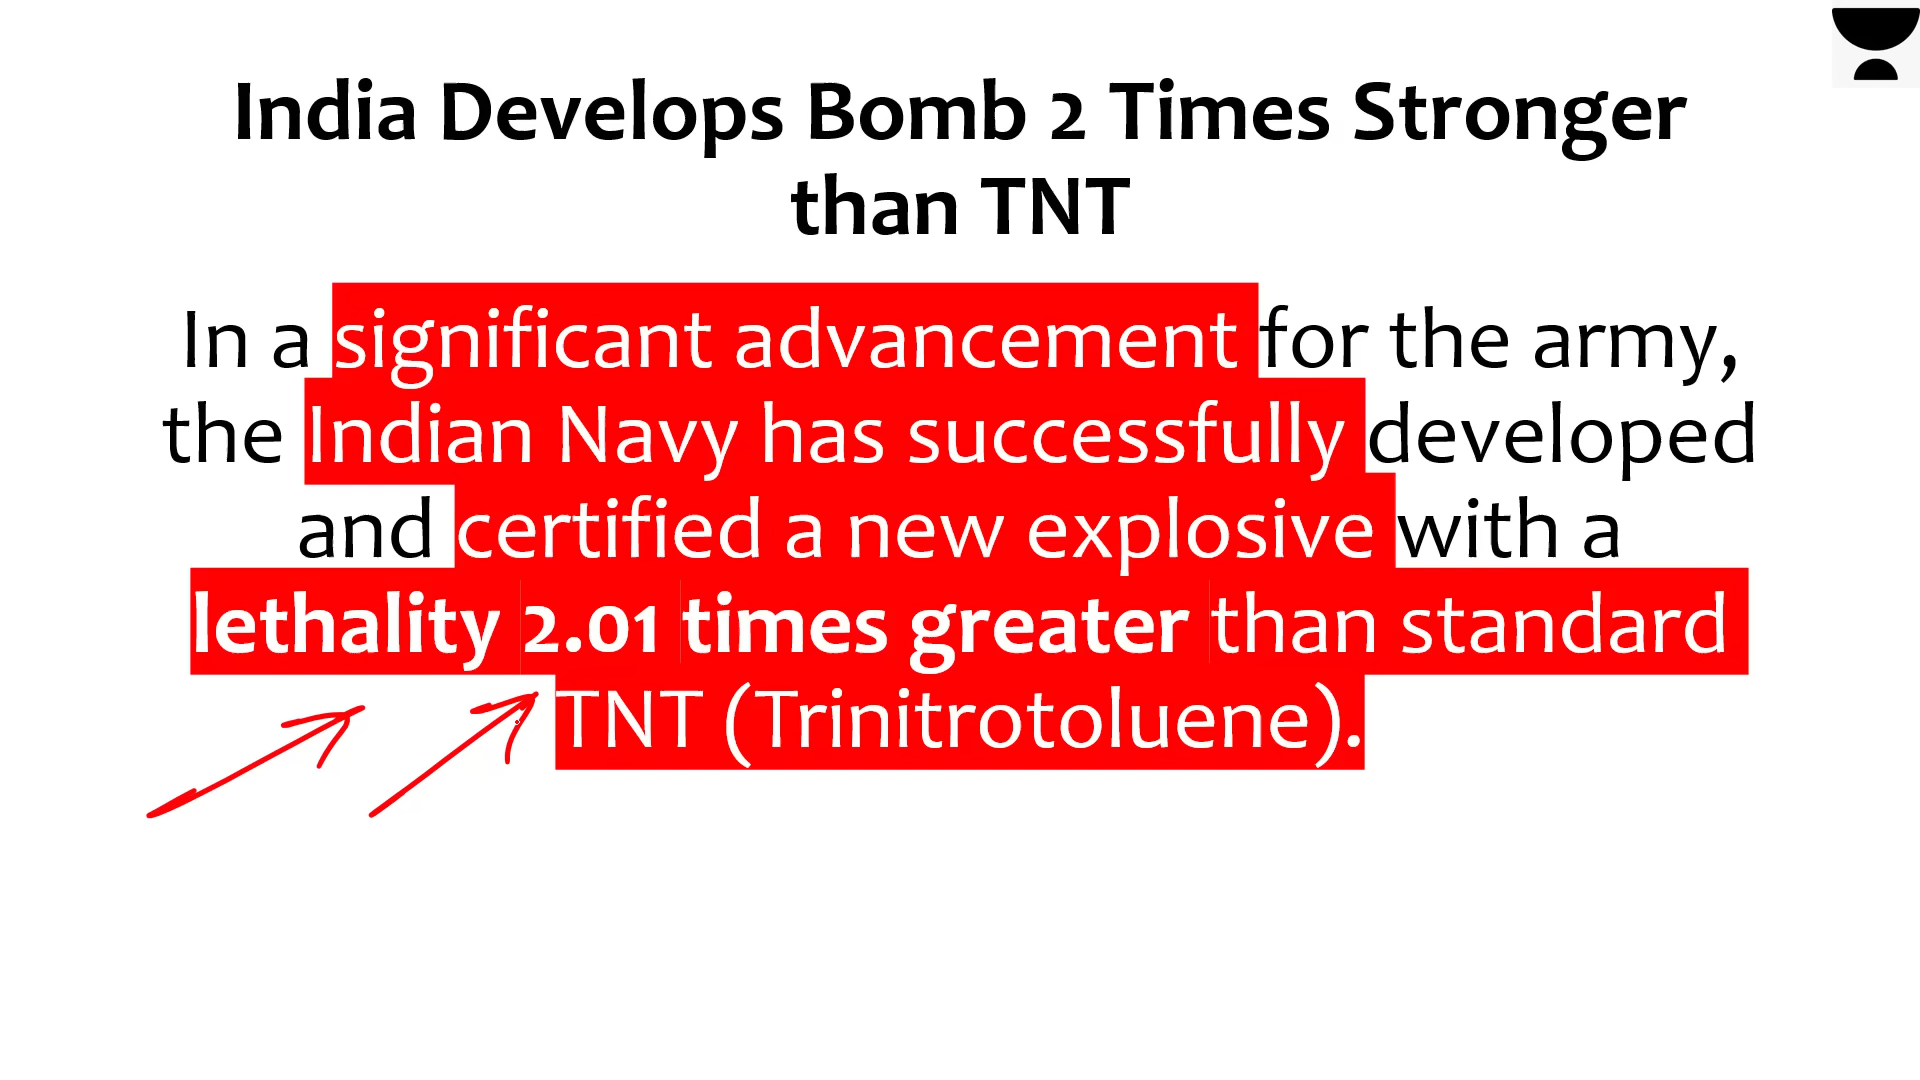 India Develops Bomb 2 Times Stronger
than TNT
In a significant advancement for the army,
the Indian Navy has successfully developed
and certified a new explosive with a
lethality 2.01 times greater than standard
TNT (Trinitrotoluene).